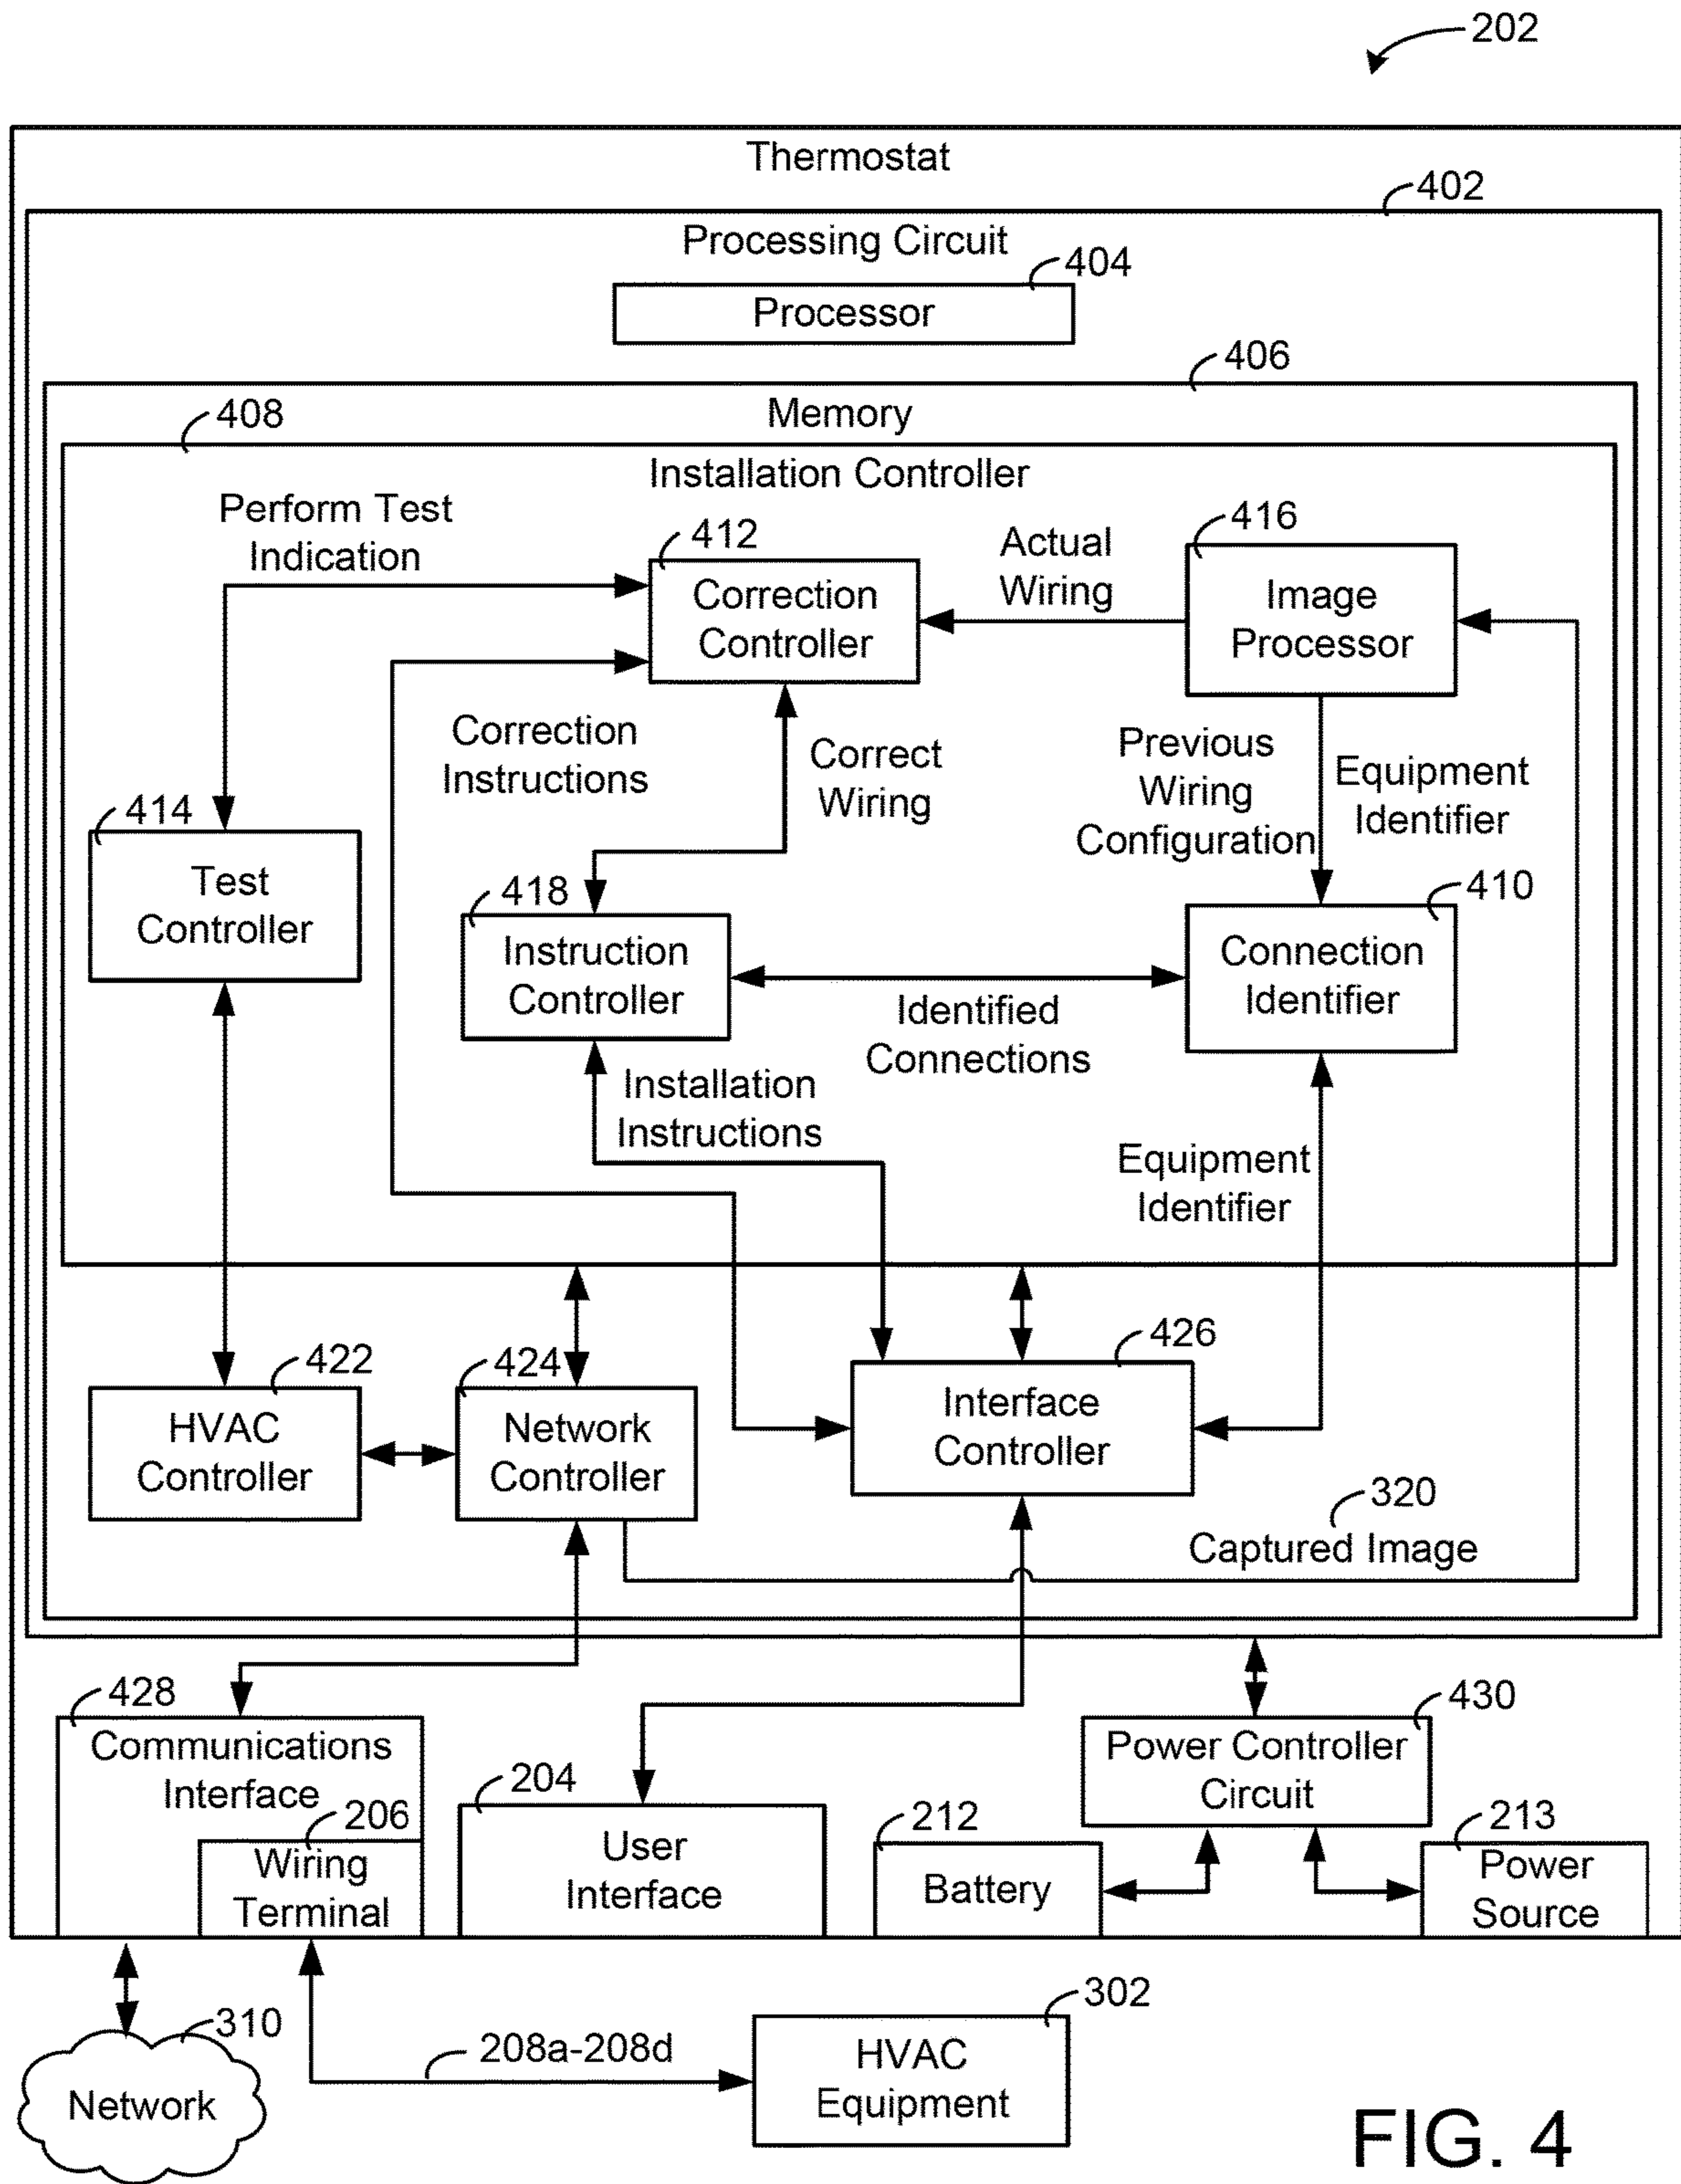 202
Thermostat
402
Processing Circuit
404
Processor
406
Memory
408
Installation Controller
Perform Test
Indication
412
Correction
Controller
Actual
Wiring
416
Image
Processor
Correction
Instructions
Correct
Wiring
Previous
Wiring
Configuration
Equipment
Identifier
414
Test
Controller
418
Instruction
Controller
410
Connection
Identifier
Identified
Connections
Installation
Instructions
Equipment
Identifier
422
HVAC
Controller
424
Network
Controller
426
Interface
Controller
320
Captured Image
428
Communications
Interface
206
Wiring
Terminal
204
User
Interface
430
Power Controller
Circuit
212
Battery
213
Power
Source
310
Network
208a-208d
302
HVAC
Equipment
FIG. 4